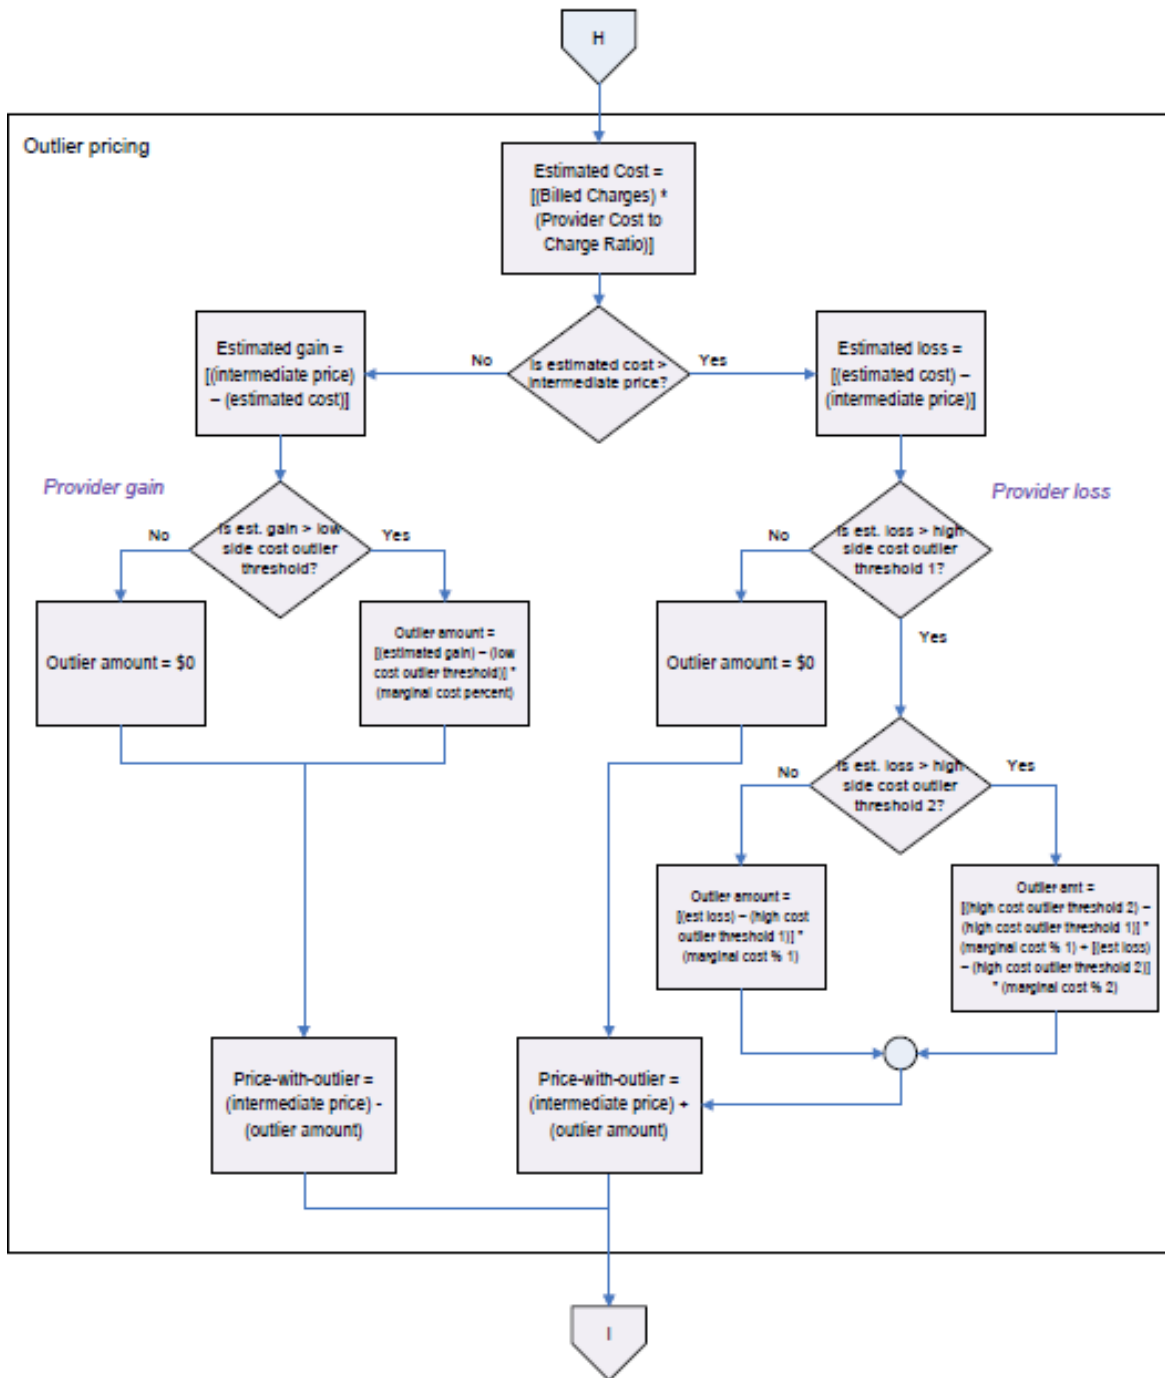 H
Outlier pricing
Estimated Cost =
[(Billed Charges) *
(Provider Cost to
Charge Ratio)]
Estimated gain =
[(intermediate price)
– (estimated cost)]
No
Is estimated cost >
intermediate price?
Yes
Estimated loss =
[(estimated cost) –
(intermediate price)]
Provider gain
Provider loss
No
Is est. gain > low
side cost outlier
threshold?
Yes
No
Is est. loss > high
side cost outlier
threshold 1?
Yes
Outlier amount = $0
Outlier amount =
[(estimated gain) – (low
cost outlier threshold)] *
(marginal cost percent)
Outlier amount = $0
No
Is est. loss > high
side cost outlier
threshold 2?
Yes
Outlier amount =
[(est loss) – (high cost
outlier threshold 1)] *
(marginal cost % 1)
Outlier amt =
[(high cost outlier threshold 2) –
(high cost outlier threshold 1)] *
(marginal cost % 1) + [(est loss)
– (high cost outlier threshold 2)]
* (marginal cost % 2)
Price-with-outlier =
(intermediate price) -
(outlier amount)
Price-with-outlier =
(intermediate price) +
(outlier amount)
I